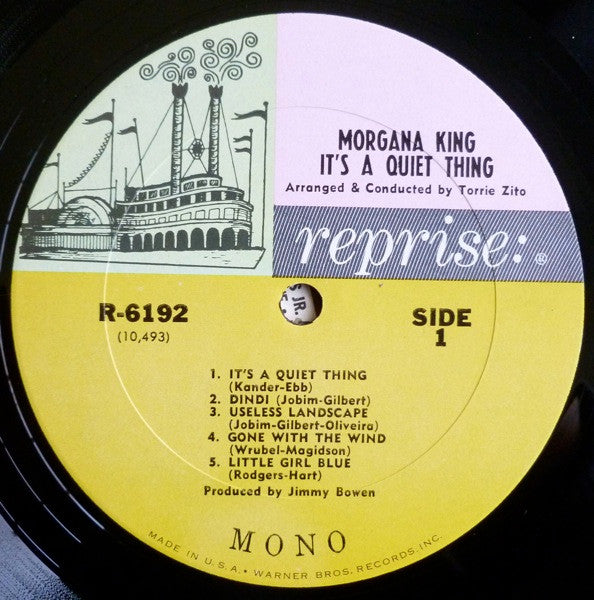 MORGANA KING
IT'S A QUIET THING
Arranged & Conducted by Torrie Zito
reprise:®
R-6192
(10,493)
SIDE
1
JR.
1. IT'S A QUIET THING
(Kander-Ebb)
2. DINDI (Jobim-Gilbert)
3. USELESS LANDSCAPE
(Jobim-Gilbert-Oliveira)
4. GONE WITH THE WIND
(Wrubel-Magidson)
5. LITTLE GIRL BLUE
(Rodgers-Hart)
Produced by Jimmy Bowen
MONO
MADE IN U.S.A. • WARNER BROS. RECORDS, INC.